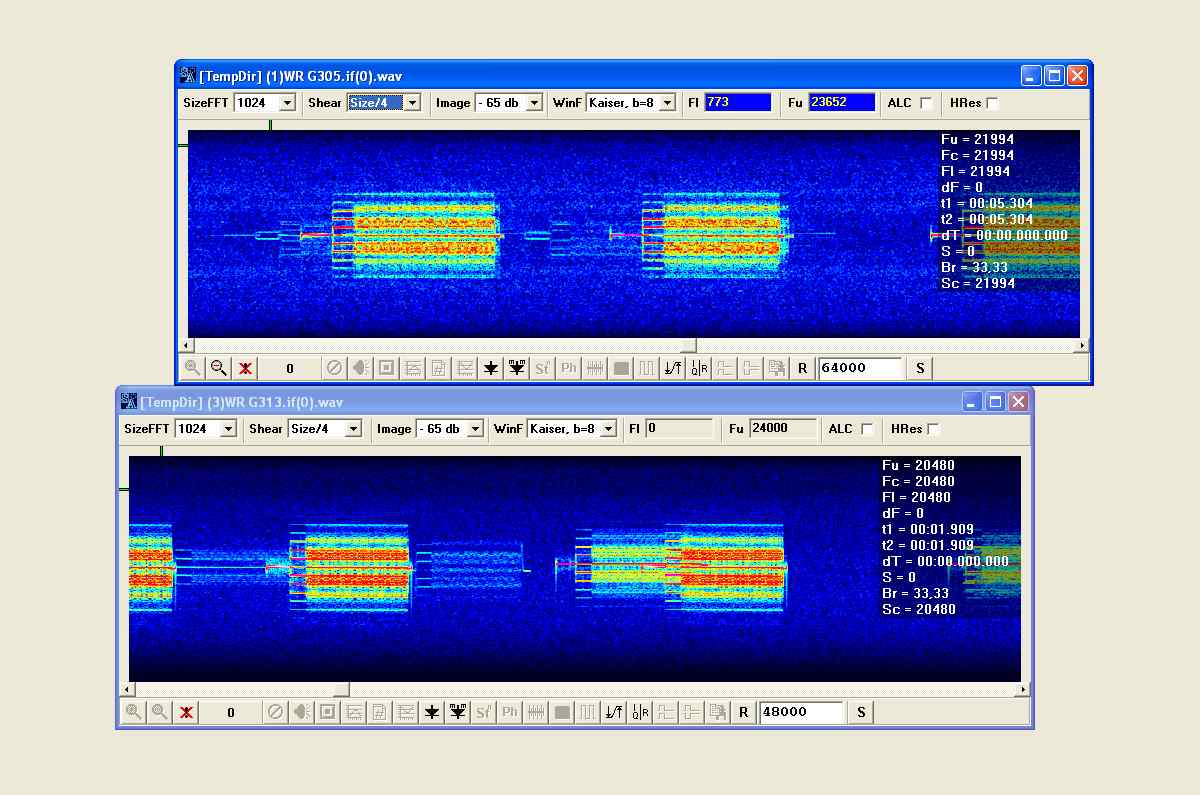 [TempDir] (1)WR G305.if(0).wav
SizeFFT 1024 Shear Size/4 Image - 65 db WinF Kaiser, b=8 Fl 773 Fu 23652 ALC HRes
Fu = 21994
Fc = 21994
Fl = 21994
dF = 0
t1 = 00:05.304
t2 = 00:05.304
dT = 00:00.000.000
S = 0
Br = 33,33
Sc = 21994
0 Sf Ph I/Q R R 64000 S
[TempDir] (3)WR G313.if(0).wav
SizeFFT 1024 Shear Size/4 Image - 65 db WinF Kaiser, b=8 Fl 0 Fu 24000 ALC HRes
Fu = 20480
Fc = 20480
Fl = 20480
dF = 0
t1 = 00:01.909
t2 = 00:01.909
dT = 00:00.000.000
S = 0
Br = 33,33
Sc = 20480
0 Sf Ph I/Q R R 48000 S